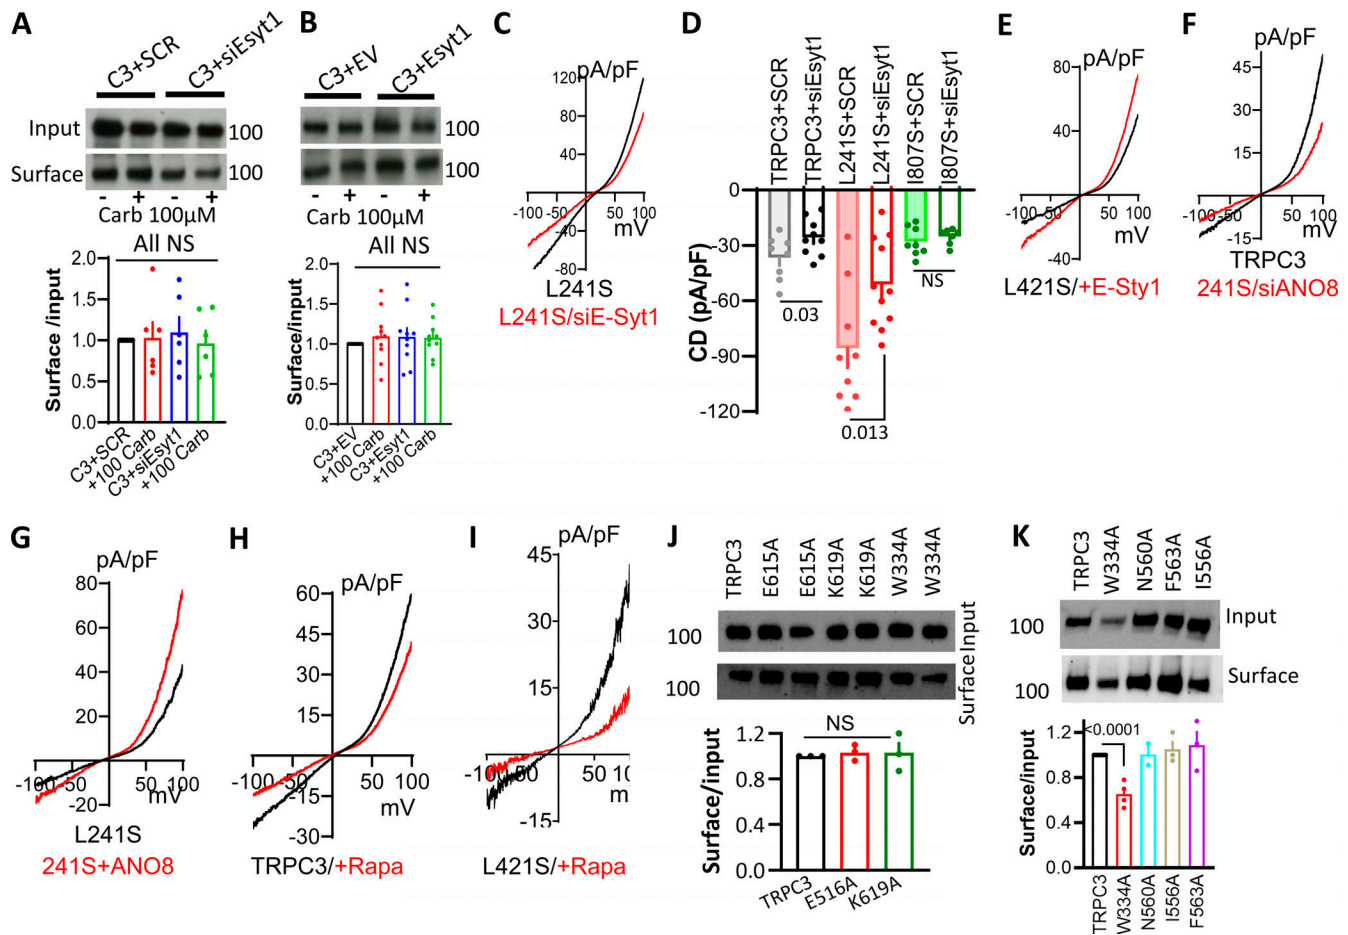 A
C3+SCR
C3+siEsyt1
Input
100
Surface
100
- + - +
Carb 100µM
All NS
Surface /input
2.0
1.5
1.0
0.5
0.0
C3+SCR
+100 Carb
C3+siEsyt1
+100 Carb
B
C3+EV
C3+Esyt1
100
100
- + - +
Carb 100µM
All NS
Surface/input
2.0
1.5
1.0
0.5
0.0
C3+EV
+100 Carb
C3+Esyt1
+100 Carb
C
pA/pF
120
80
40
-100 -50 50 100
mV
-40
-80
L241S
L241S/siE-Syt1
D
TRPC3+SCR
TRPC3+siEsyt1
L241S+SCR
L241S+siEsyt1
I807S+SCR
I807S+siEsyt1
CD (pA/pF)
0
-30
-60
-90
-120
0.03
0.013
NS
E
pA/pF
80
40
-100 -50 50 100
mV
-40
L421S/+E-Sty1
F
pA/pF
45
30
15
-100 -50 50 100
mV
-15
TRPC3
241S/siANO8
G
pA/pF
80
60
40
20
-100 -50 50 100
mV
-20
L241S
241S+ANO8
H
pA/pF
60
45
30
15
-100 -50 50 100
mV
-15
-30
TRPC3/+Rapa
I
pA/pF
45
30
15
-100 -50 50 10
m
-15
L421S/+Rapa
J
TRPC3
E615A
E615A
K619A
K619A
W334A
W334A
100
Input
100
Surface
NS
Surface/input
1.2
0.8
0.4
0.0
TRPC3
E516A
K619A
K
TRPC3
W334A
N560A
F563A
I556A
100
Input
100
Surface
<0.0001
Surface/input
1.2
0.8
0.4
0.0
TRPC3
W334A
N560A
I556A
F563A